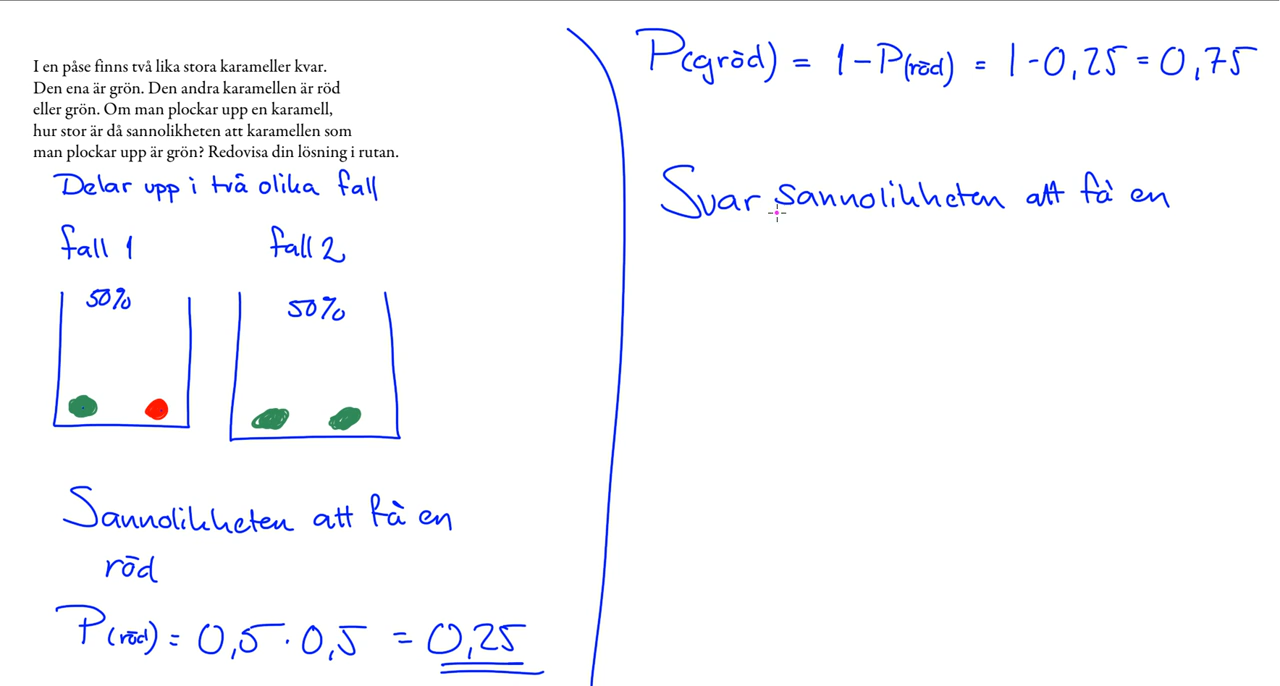 I en påse finns två lika stora karameller kvar.
Den ena är grön. Den andra karamellen är röd
eller grön. Om man plockar upp en karamell,
hur stor är då sannolikheten att karamellen som
man plockar upp är grön? Redovisa din lösning i rutan.
Delar upp i två olika fall
fall 1 fall 2
50% 50%
Sannolikheten att få en
röd
P(röd) = 0,5 · 0,5 = 0,25
P(gröd) = 1-P(röd) = 1-0,25 = 0,75
Svar sannolikheten att få en